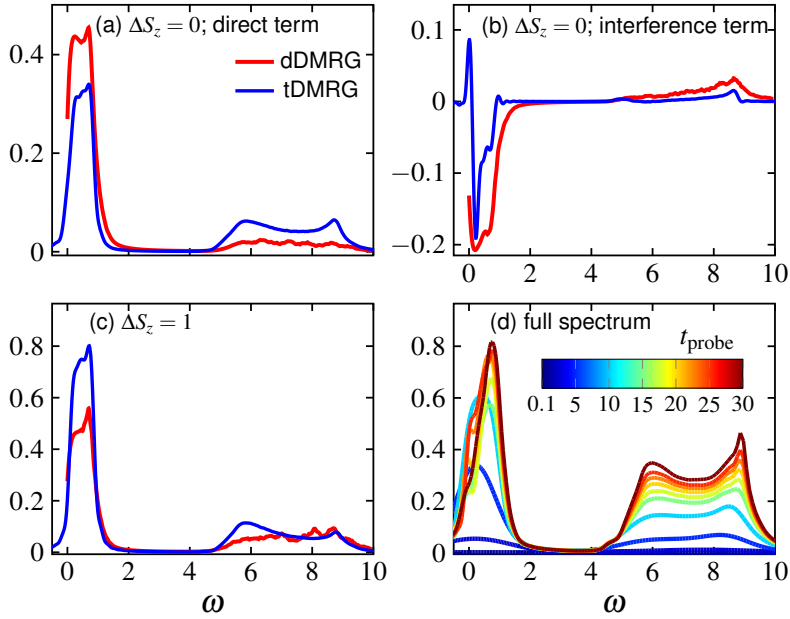 (a) ΔS_z = 0; direct term
dDMRG
tDMRG
0.4
0.2
0
(b) ΔS_z = 0; interference term
0.1
0
−0.1
−0.2
0 2 4 6 8 10
(c) ΔS_z = 1
0.8
0.6
0.4
0.2
0
0 2 4 6 8 10
ω
(d) full spectrum
t_probe
0.1 5 10 15 20 25 30
0.8
0.6
0.4
0.2
0
0 2 4 6 8 10
ω